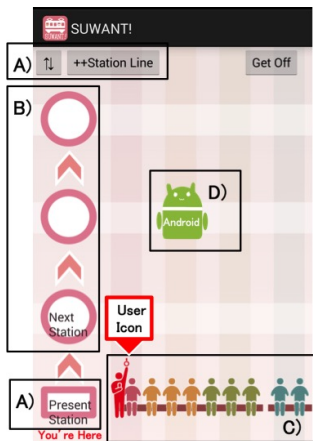 SUWANT!
A)
⇅
++Station Line
Get Off
B)
D)
Android
Next
Station
User
Icon
A)
Present
Station
You're Here
C)